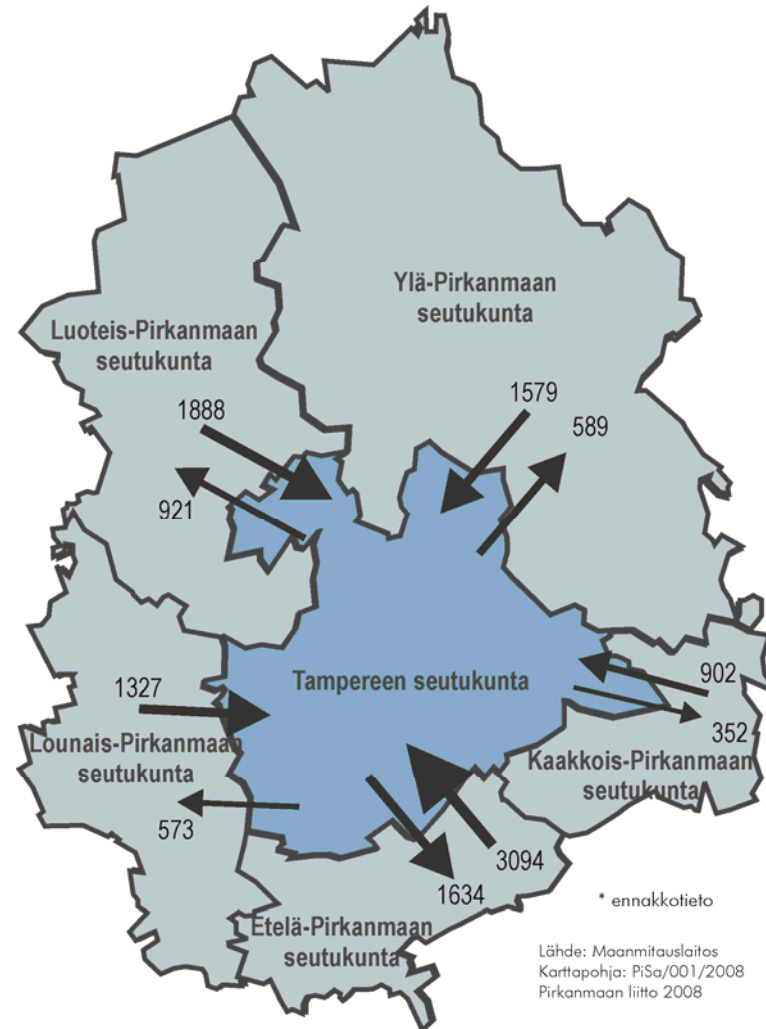 Ylä-Pirkanmaan
seutukunta
Luoteis-Pirkanmaan
seutukunta
1888
1579
589
921
Tampereen seutukunta
902
1327
352
Lounais-Pirkanmaan
seutukunta
Kaakkois-Pirkanmaan
seutukunta
573
3094
1634
Etelä-Pirkanmaan
seutukunta
* ennakkotieto
Lähde: Maanmitauslaitos
Karttapohja: PiSa/001/2008
Pirkanmaan liitto 2008